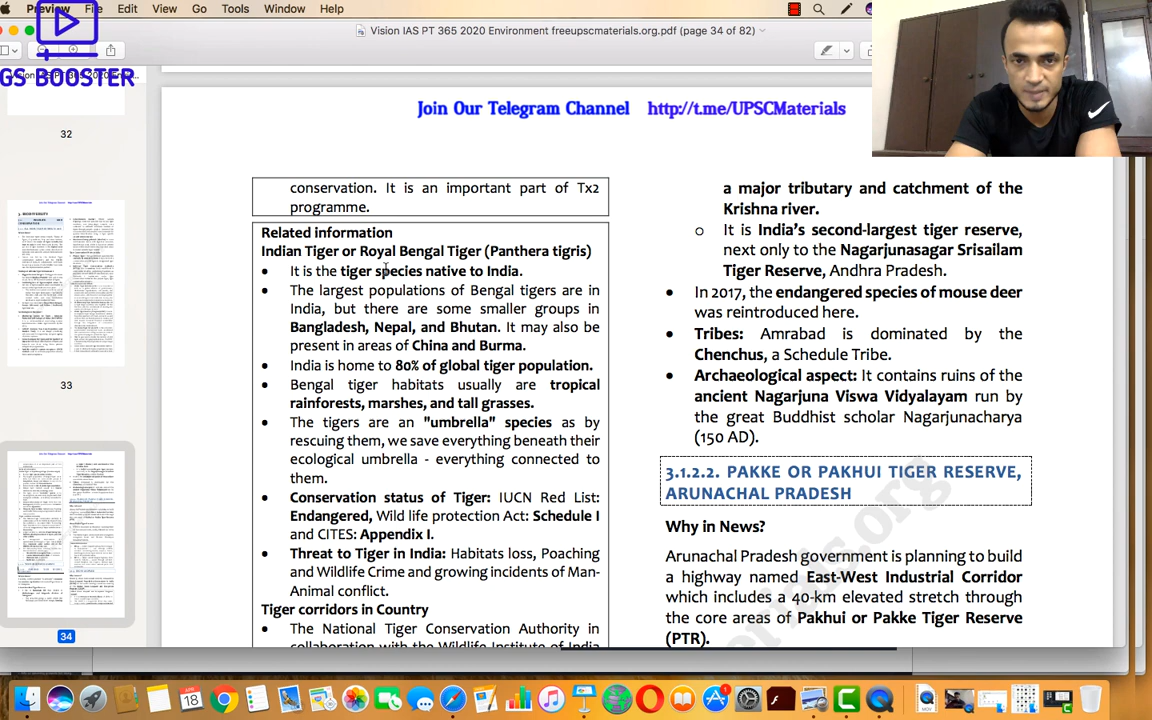 Preview File Edit View Go Tools Window Help
Vision IAS PT 365 2020 Environment freeupscmaterials.org.pdf (page 34 of 82)
GS BOOSTER
32
33
34
Join Our Telegram Channel http://t.me/UPSCMaterials
conservation. It is an important part of Tx2
programme.
Related information
Indian Tiger or Royal Bengal Tiger (Panthera tigris)
• It is the tiger species native to India.
• The largest populations of Bengal tigers are in
India, but there are some smaller groups in
Bangladesh, Nepal, and Bhutan. It may also be
present in areas of China and Burma.
• India is home to 80% of global tiger population.
• Bengal tiger habitats usually are tropical
rainforests, marshes, and tall grasses.
• The tigers are an "umbrella" species as by
rescuing them, we save everything beneath their
ecological umbrella - everything connected to
them.
• Conservation status of Tiger: IUCN Red List:
Endangered, Wild life protection Act: Schedule I
and CITES: Appendix I.
• Threat to Tiger in India: Habitats loss, Poaching
and Wildlife Crime and growing incidents of Man-
Animal conflict.
Tiger corridors in Country
• The National Tiger Conservation Authority in
collaboration with the Wildlife Institute of India
a major tributary and catchment of the
Krishna river.
o It is India's second-largest tiger reserve,
next only to the Nagarjunasagar Srisailam
Tiger Reserve, Andhra Pradesh.
• In 2017, the endangered species of mouse deer
was reintroduced here.
• Tribes: Amrabad is dominated by the
Chenchus, a Schedule Tribe.
• Archaeological aspect: It contains ruins of the
ancient Nagarjuna Viswa Vidyalayam run by
the great Buddhist scholar Nagarjunacharya
(150 AD).
3.1.2.2. PAKKE OR PAKHUI TIGER RESERVE,
ARUNACHAL PRADESH
Why in News?
Arunachal Pradesh government is planning to build
a highway named East-West Industrial Corridor
which includes a 40-km elevated stretch through
the core areas of Pakhui or Pakke Tiger Reserve
(PTR).
APR
18